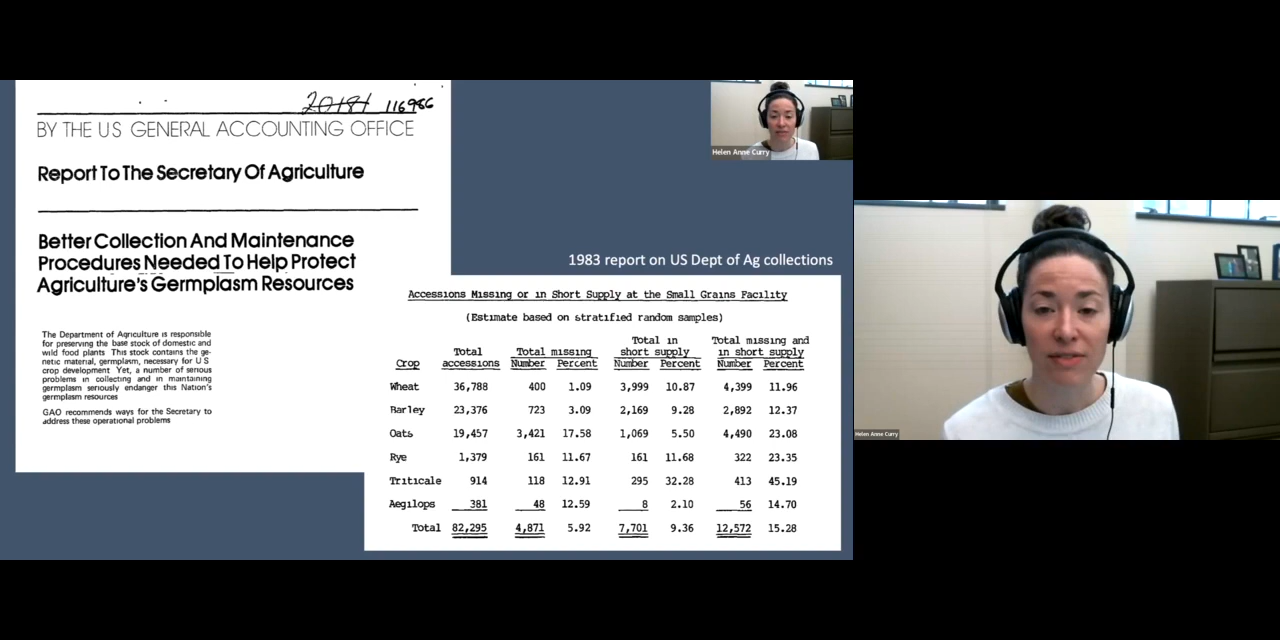 20184 116986
BY THE US GENERAL ACCOUNTING OFFICE
Report To The Secretary Of Agriculture
Better Collection And Maintenance
Procedures Needed To Help Protect
Agriculture's Germplasm Resources
The Department of Agriculture is responsible
for preserving the base stock of domestic and
wild food plants This stock contains the ge-
netic material, germplasm, necessary for U S
crop development Yet, a number of serious
problems in collecting and in maintaining
germplasm seriously endanger this Nation's
germplasm resources
GAO recommends ways for the Secretary to
address these operational problems
Helen Anne Curry
1983 report on US Dept of Ag collections
Accessions Missing or in Short Supply at the Small Grains Facility
(Estimate based on stratified random samples)
Total in Total missing and
Total Total missing short supply in short supply
Crop accessions Number Percent Number Percent Number Percent
Wheat 36,788 400 1.09 3,999 10.87 4,399 11.96
Barley 23,376 723 3.09 2,169 9.28 2,892 12.37
Oats 19,457 3,421 17.58 1,069 5.50 4,490 23.08
Rye 1,379 161 11.67 161 11.68 322 23.35
Triticale 914 118 12.91 295 32.28 413 45.19
Aegilops 381 48 12.59 8 2.10 56 14.70
Total 82,295 4,871 5.92 7,701 9.36 12,572 15.28
Helen Anne Curry